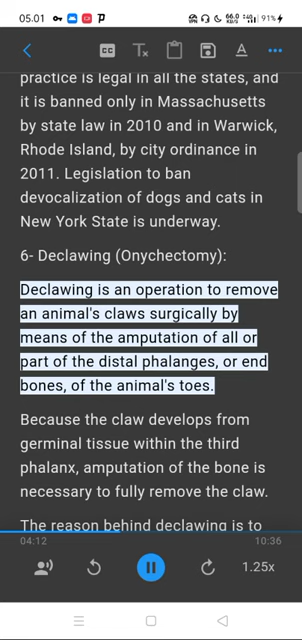 05.01
66.0
KB/S
91%
CC
A
practice is legal in all the states, and
it is banned only in Massachusetts
by state law in 2010 and in Warwick,
Rhode Island, by city ordinance in
2011. Legislation to ban
devocalization of dogs and cats in
New York State is underway.
6- Declawing (Onychectomy):
Declawing is an operation to remove
an animal's claws surgically by
means of the amputation of all or
part of the distal phalanges, or end
bones, of the animal's toes.
Because the claw develops from
germinal tissue within the third
phalanx, amputation of the bone is
necessary to fully remove the claw.
The reason behind declawing is to
04:12
10:36
1.25x